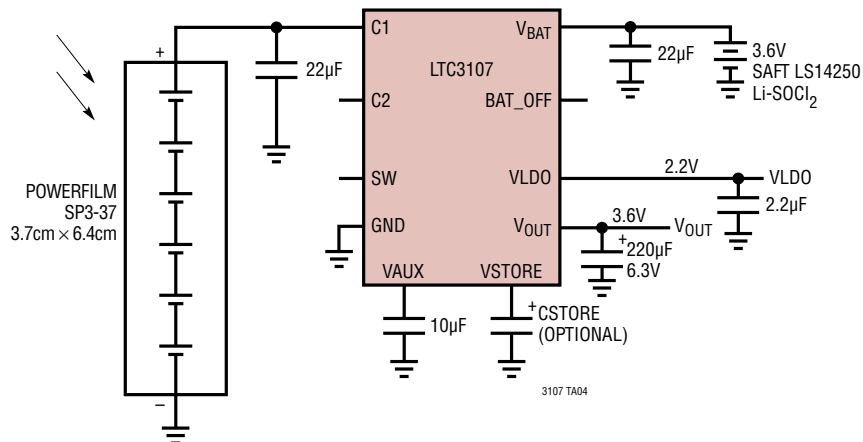 C1
VBAT
+
22µF
LTC3107
22µF
3.6V
SAFT LS14250
Li-SOCl2
C2
BAT_OFF
POWERFILM
SP3-37
3.7cm × 6.4cm
SW
VLDO
2.2V
VLDO
2.2µF
GND
VOUT
3.6V
VOUT
+
220µF
6.3V
VAUX
VSTORE
10µF
+
CSTORE
(OPTIONAL)
–
3107 TA04